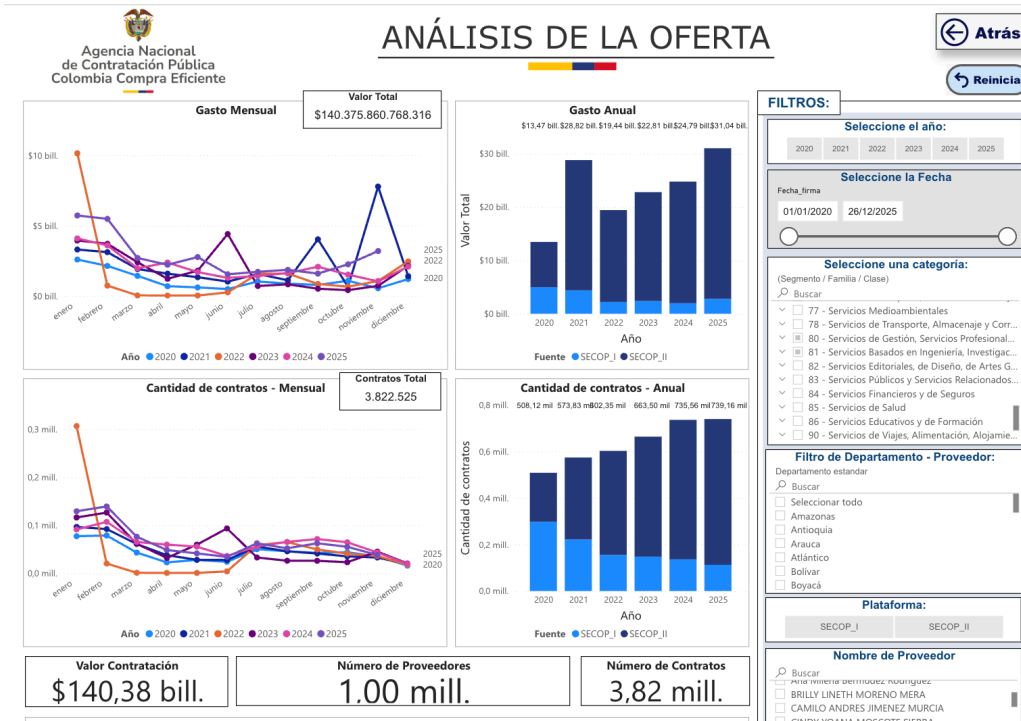 Agencia Nacional
de Contratación Pública
Colombia Compra Eficiente
ANÁLISIS DE LA OFERTA
Atrás
Gasto Mensual
Valor Total
$140.375.860.768.316
$10 bill.
$5 bill.
$0 bill.
2025
2022
2020
enero
febrero
marzo
abril
mayo
junio
julio
agosto
septiembre
octubre
noviembre
diciembre
Año 2020 2021 2022 2023 2024 2025
Gasto Anual
$13,47 bill. $28,82 bill. $19,44 bill. $22,81 bill. $24,79 bill. $31,04 bill.
Valor Total
$30 bill.
$20 bill.
$10 bill.
$0 bill.
2020 2021 2022 2023 2024 2025
Año
Fuente SECOP_I SECOP_II
Cantidad de contratos - Mensual
Contratos Total
3.822.525
0,3 mill.
0,2 mill.
0,1 mill.
0,0 mill.
2025
2020
enero
febrero
marzo
abril
mayo
junio
julio
agosto
septiembre
octubre
noviembre
diciembre
Año 2020 2021 2022 2023 2024 2025
Cantidad de contratos - Anual
508,12 mil 573,83 mil 602,35 mil 663,50 mil 735,56 mil 739,16 mil
Cantidad de contratos
0,8 mill.
0,6 mill.
0,4 mill.
0,2 mill.
0,0 mill.
2020 2021 2022 2023 2024 2025
Año
Fuente SECOP_I SECOP_II
Valor Contratación
$140,38 bill.
Número de Proveedores
1,00 mill.
Número de Contratos
3,82 mill.
Reinicia
FILTROS:
Seleccione el año:
2020 2021 2022 2023 2024 2025
Seleccione la Fecha
Fecha_firma
01/01/2020 26/12/2025
Seleccione una categoría:
(Segmento / Familia / Clase)
Buscar
77 - Servicios Medioambientales
78 - Servicios de Transporte, Almacenaje y Corr...
80 - Servicios de Gestión, Servicios Profesional...
81 - Servicios Basados en Ingeniería, Investigac...
82 - Servicios Editoriales, de Diseño, de Artes G...
83 - Servicios Públicos y Servicios Relacionados...
84 - Servicios Financieros y de Seguros
85 - Servicios de Salud
86 - Servicios Educativos y de Formación
90 - Servicios de Viajes, Alimentación, Alojamie...
Filtro de Departamento - Proveedor:
Departamento estandar
Buscar
Seleccionar todo
Amazonas
Antioquia
Arauca
Atlántico
Bolívar
Boyacá
Plataforma:
SECOP_I SECOP_II
Nombre de Proveedor
Buscar
Ana Milena Bermudez Rodriguez
BRILLY LINETH MORENO MERA
CAMILO ANDRES JIMENEZ MURCIA